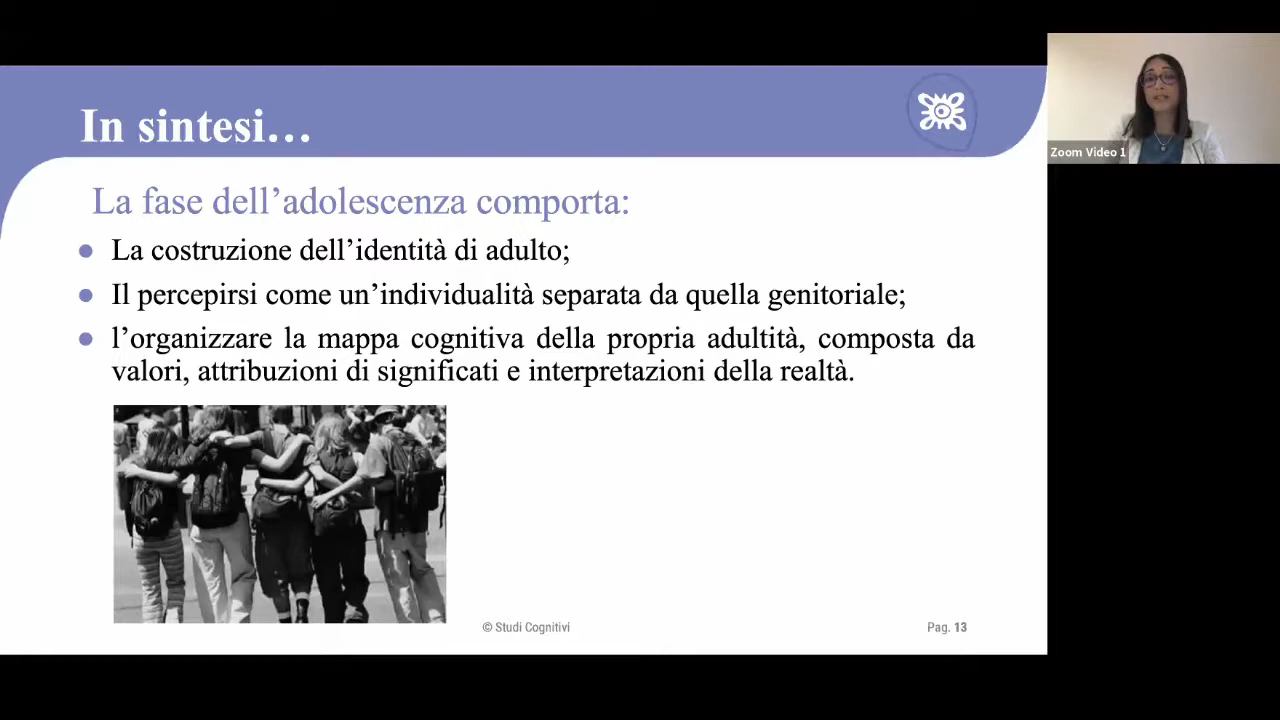 In sintesi…
Zoom Video 1
La fase dell’adolescenza comporta:
La costruzione dell’identità di adulto;
Il percepirsi come un’individualità separata da quella genitoriale;
l’organizzare la mappa cognitiva della propria adultità, composta da
valori, attribuzioni di significati e interpretazioni della realtà.
© Studi Cognitivi
Pag. 13